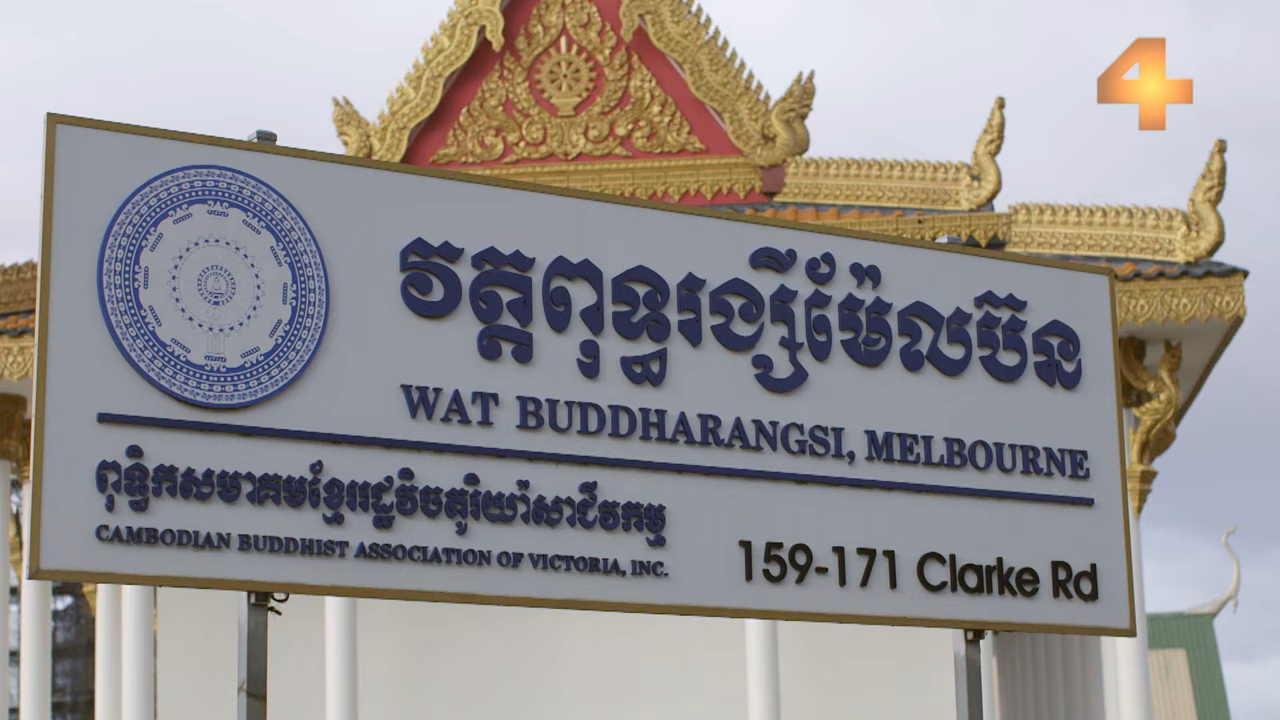 4
វត្តពុទ្ធរង្សីម៉ែលប៊ន
WAT BUDDHARANGSI, MELBOURNE
ពុទ្ធិកសមាគមខ្មែររដ្ឋវិចតូរិយ៉ាសាជីវកម្ម
CAMBODIAN BUDDHIST ASSOCIATION OF VICTORIA, INC.
159-171 Clarke Rd